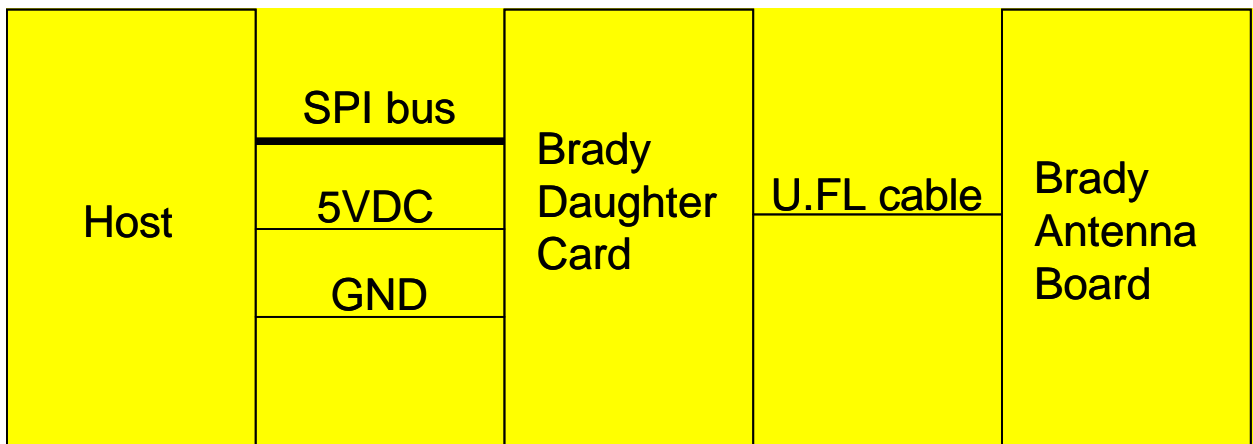 Host
SPI bus
5VDC
GND
Brady
Daughter
Card
U.FL cable
Brady
Antenna
Board